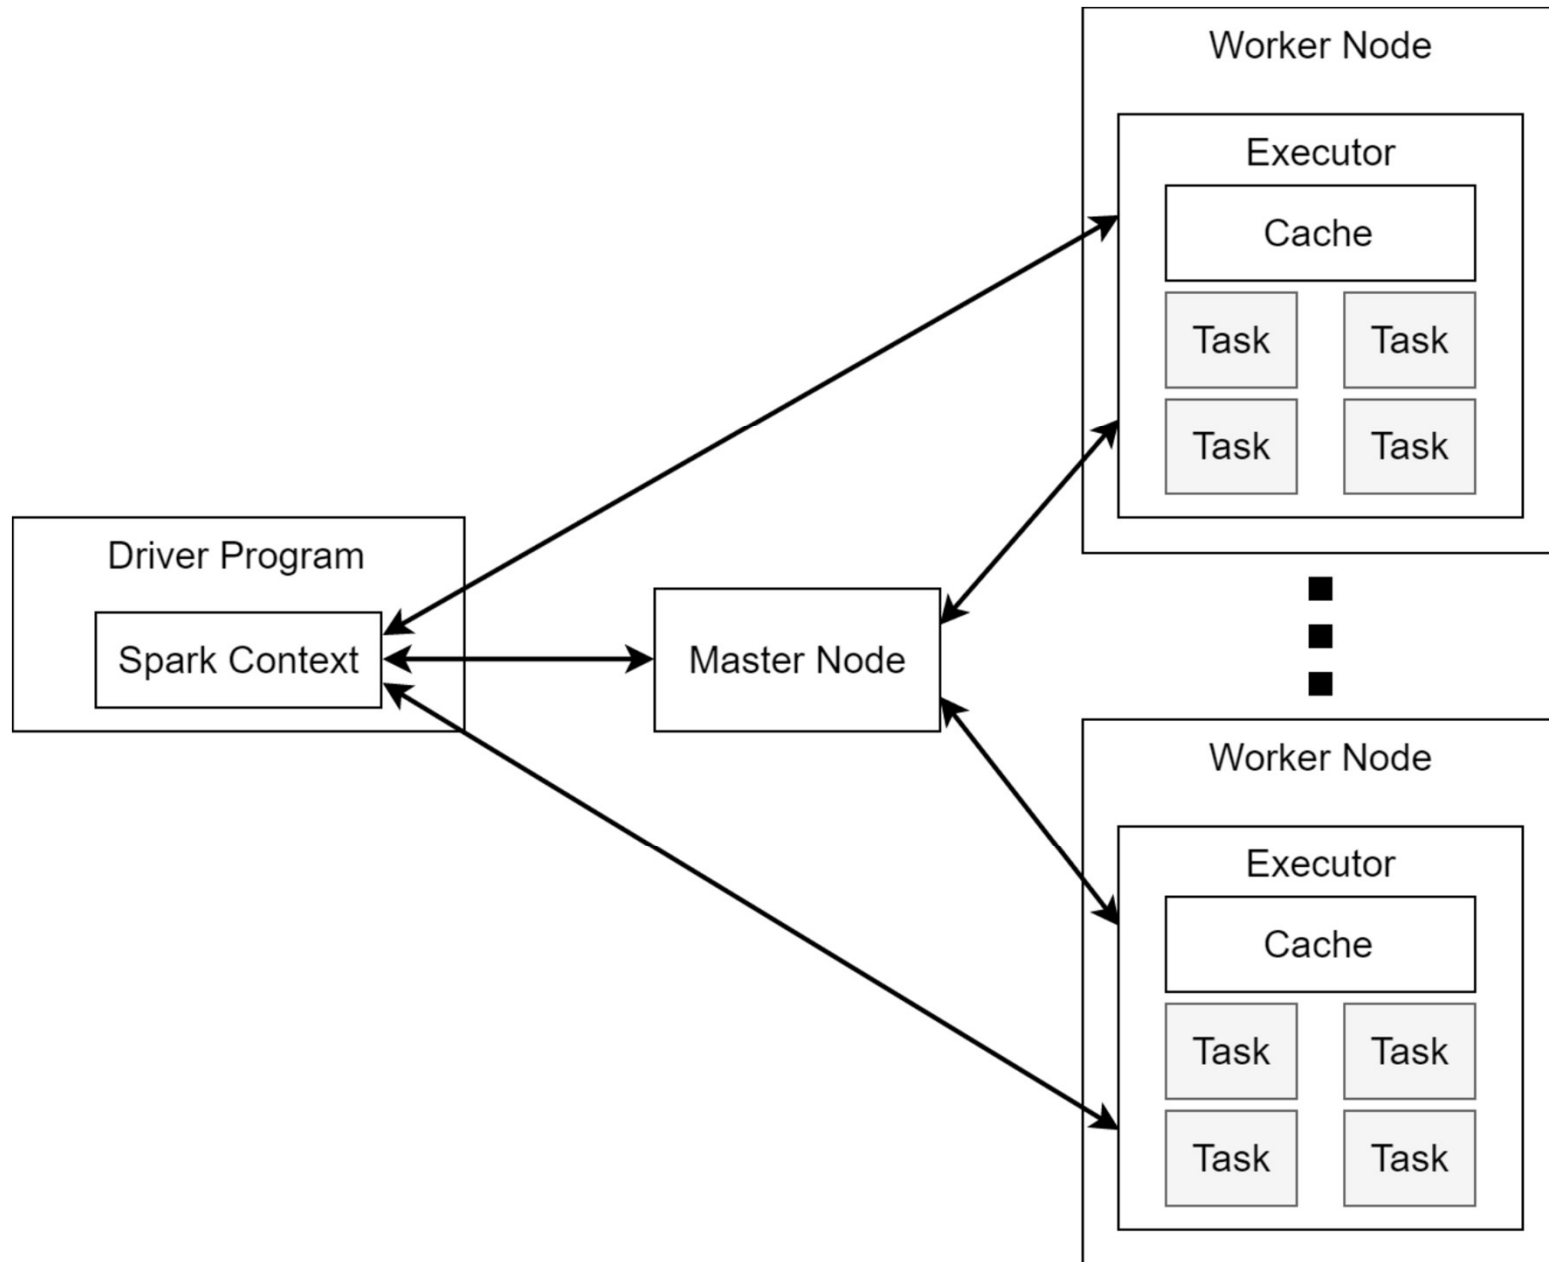 Worker Node
Executor
Cache
Task Task
Task Task
Driver Program
Spark Context
Master Node
Worker Node
Executor
Cache
Task Task
Task Task